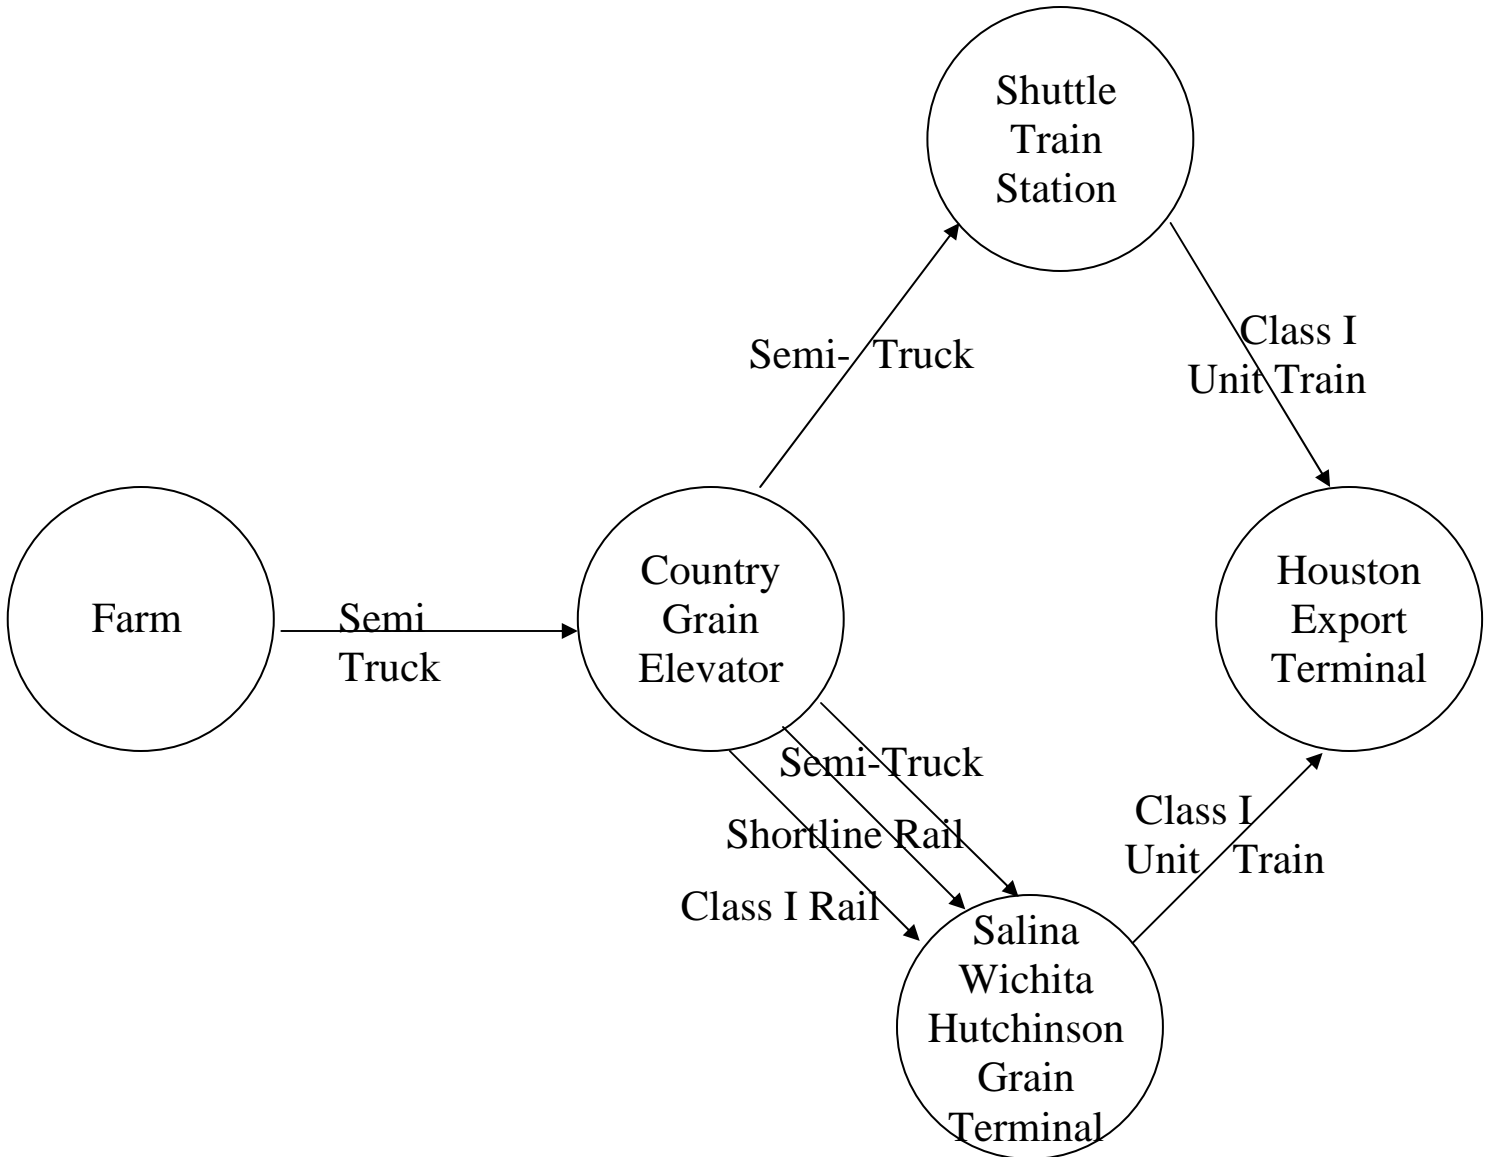 Shuttle
Train
Station
Semi- Truck
Class I
Unit Train
Farm
Semi
Truck
Country
Grain
Elevator
Houston
Export
Terminal
Semi-Truck
Shortline Rail
Class I Rail
Class I
Unit Train
Salina
Wichita
Hutchinson
Grain
Terminal